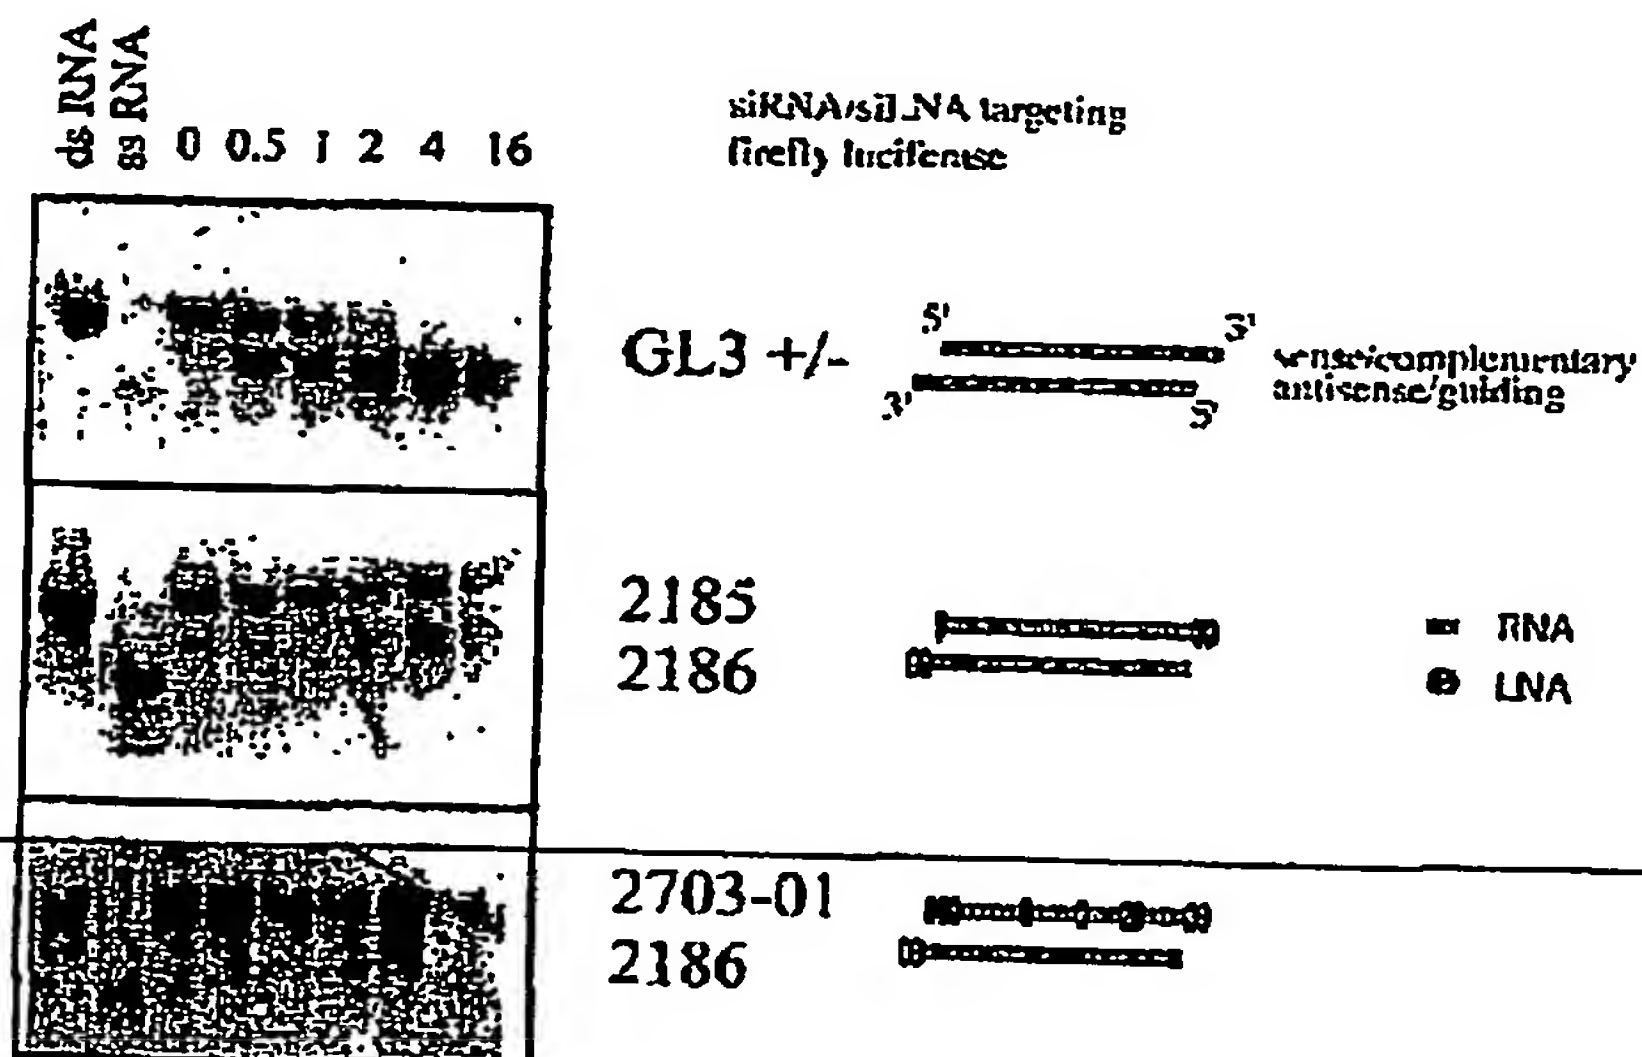 ds RNA
ss RNA
0 0.5 1 2 4 16
siRNA/siLNA targeting
firefly luciferase
GL3 +/-
5'
3'
sense/complementary
antisense/guiding
3'
5'
2185
2186
RNA
LNA
2703-01
2186